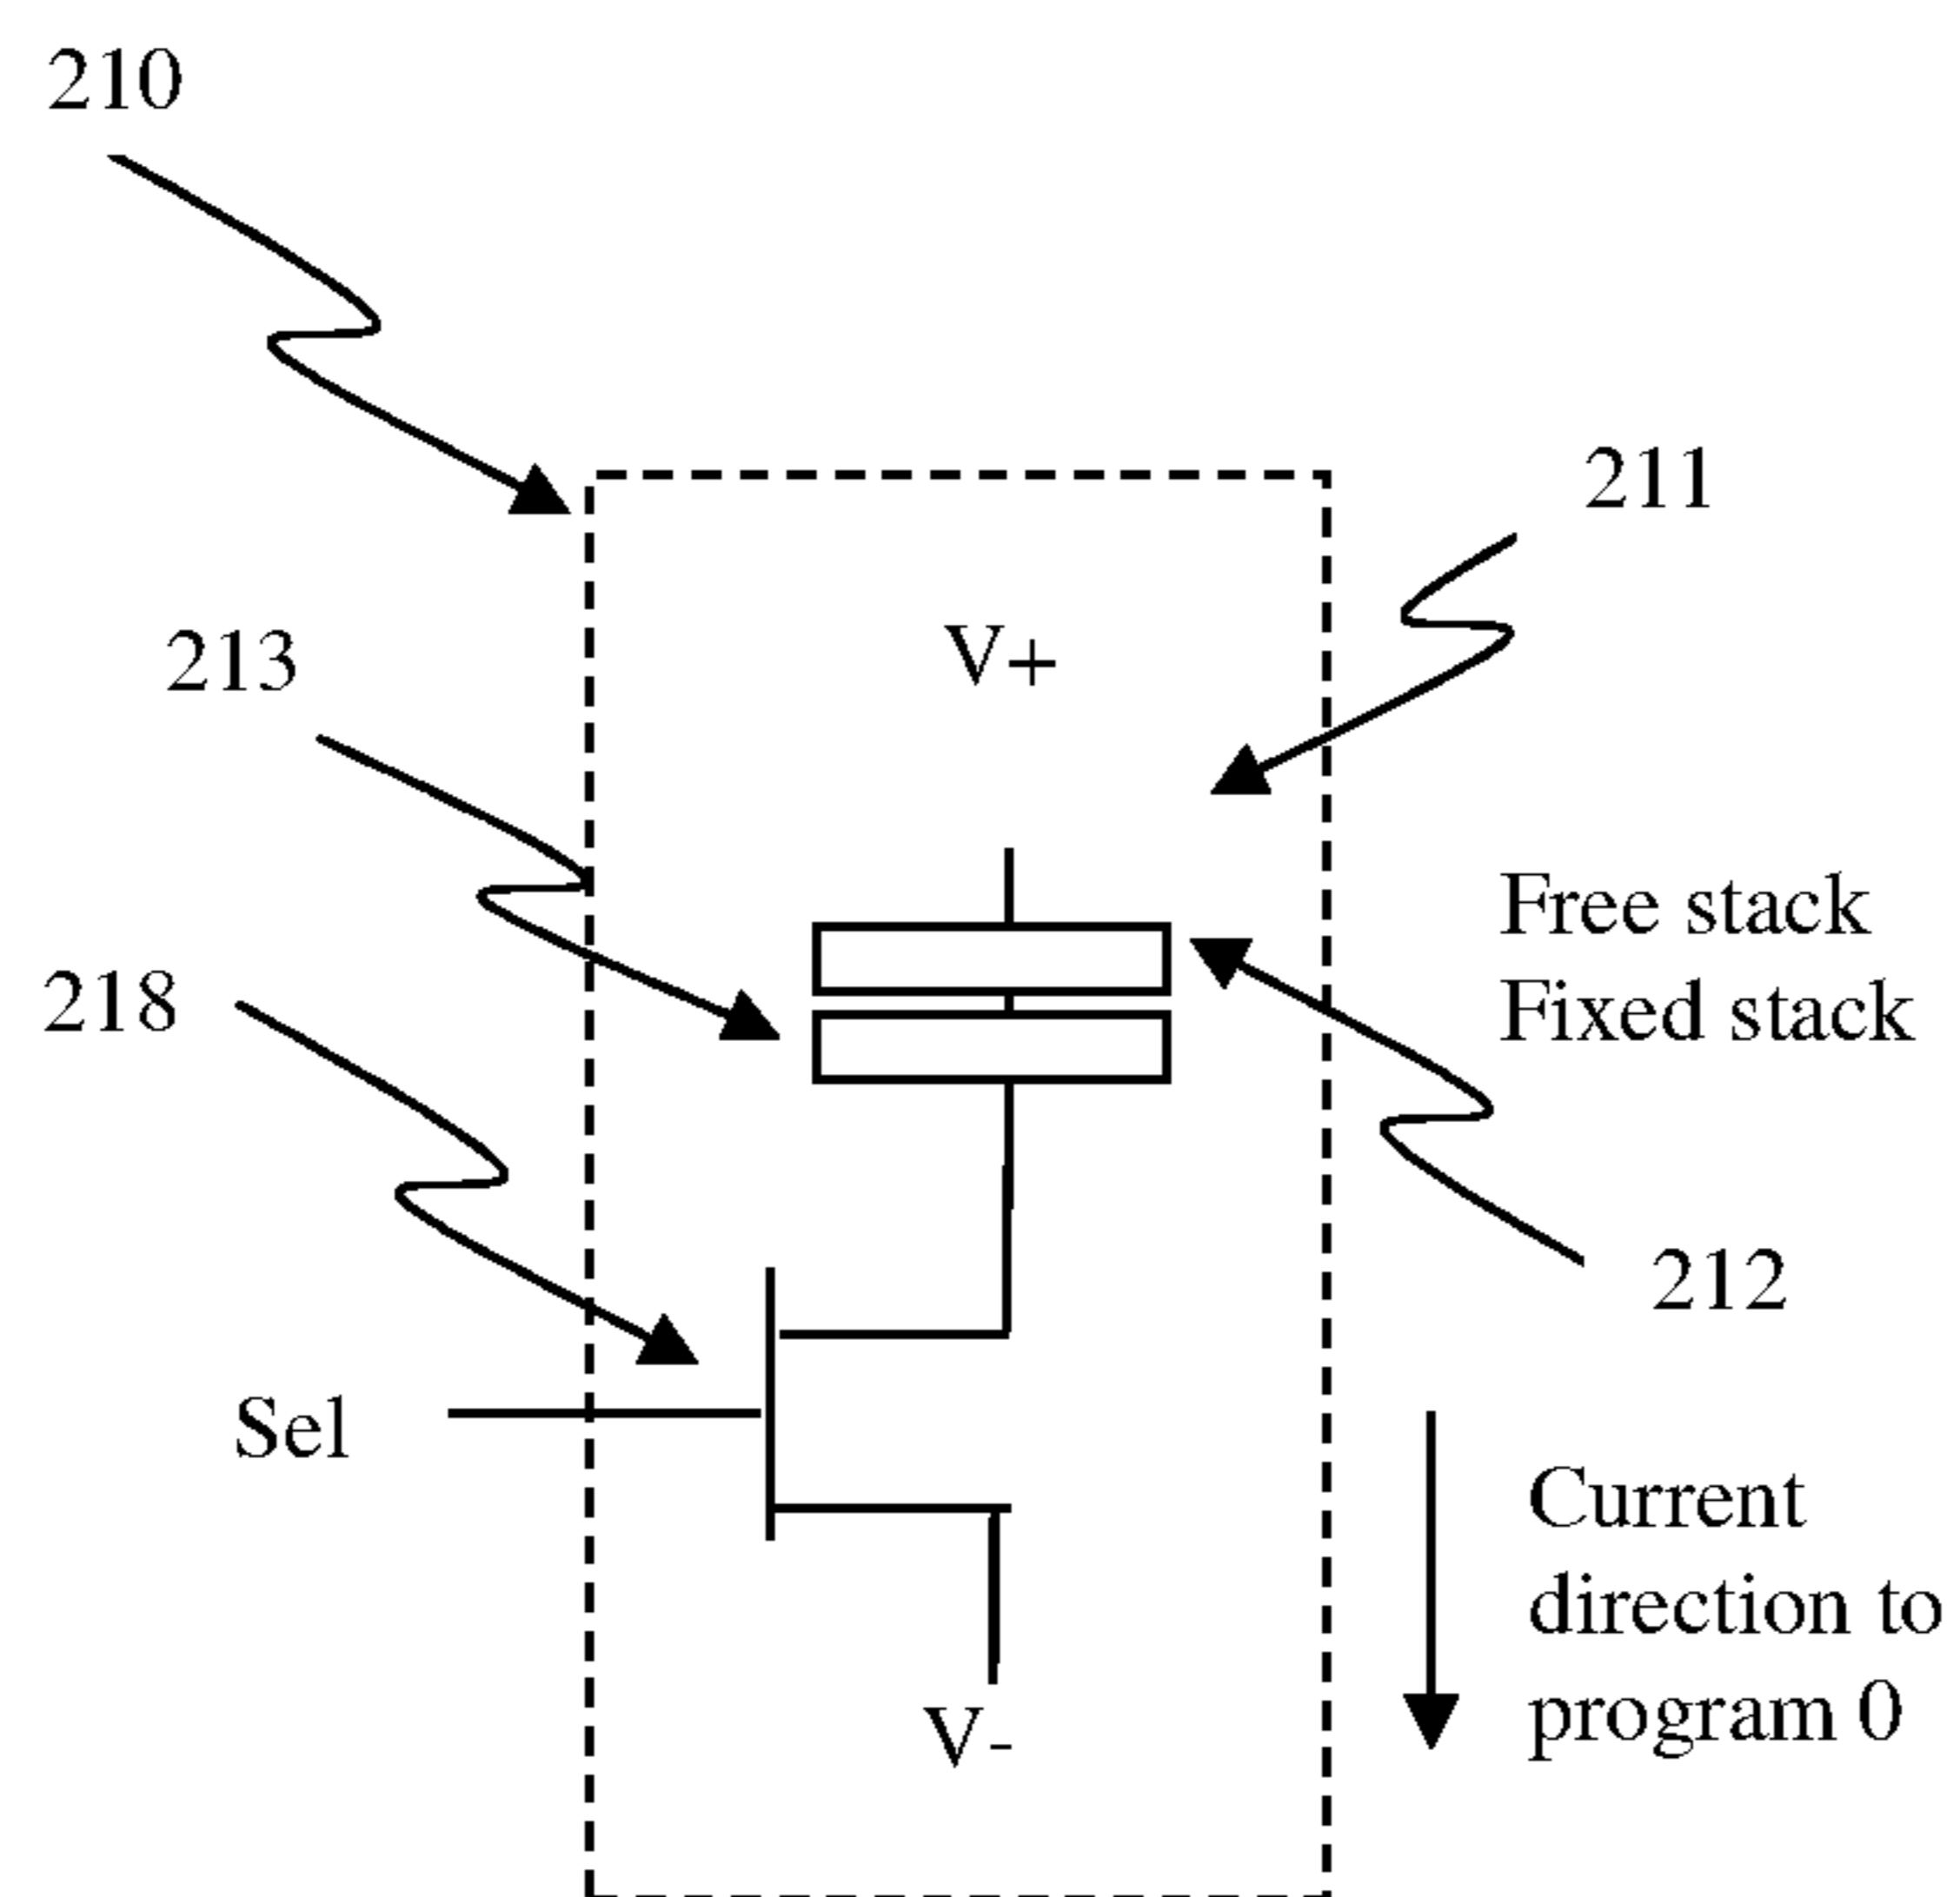 210
211
V+
213
Free stack
Fixed stack
218
212
Sel
Current
direction to
program 0
V-